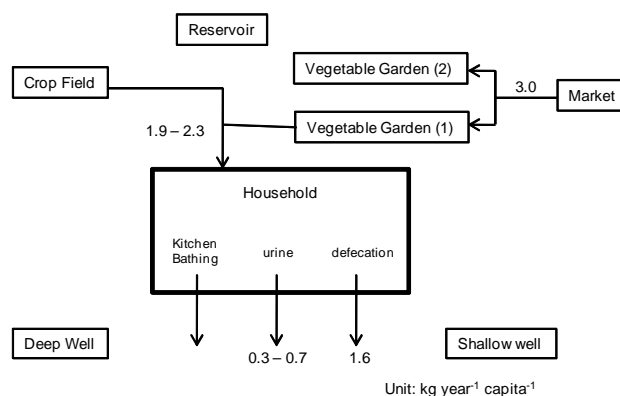 Reservoir
Vegetable Garden (2)
Crop Field
3.0
Market
1.9 – 2.3
Vegetable Garden (1)
Household
Kitchen
Bathing
urine
defecation
Deep Well
Shallow well
0.3 – 0.7
1.6
Unit: kg year⁻¹ capita⁻¹